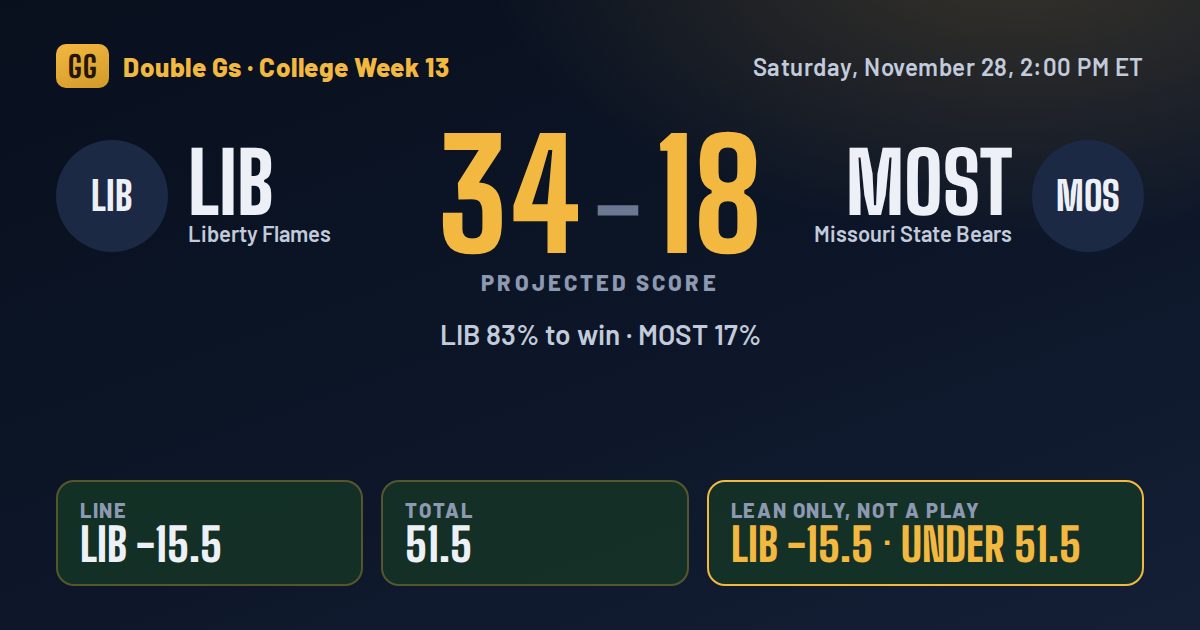 GG Double Gs · College Week 13
Saturday, November 28, 2:00 PM ET
LIB
LIB
Liberty Flames
34 – 18
PROJECTED SCORE
LIB 83% to win · MOST 17%
MOST
Missouri State Bears
MOS
LINE
LIB −15.5
TOTAL
51.5
LEAN ONLY, NOT A PLAY
LIB −15.5 · UNDER 51.5